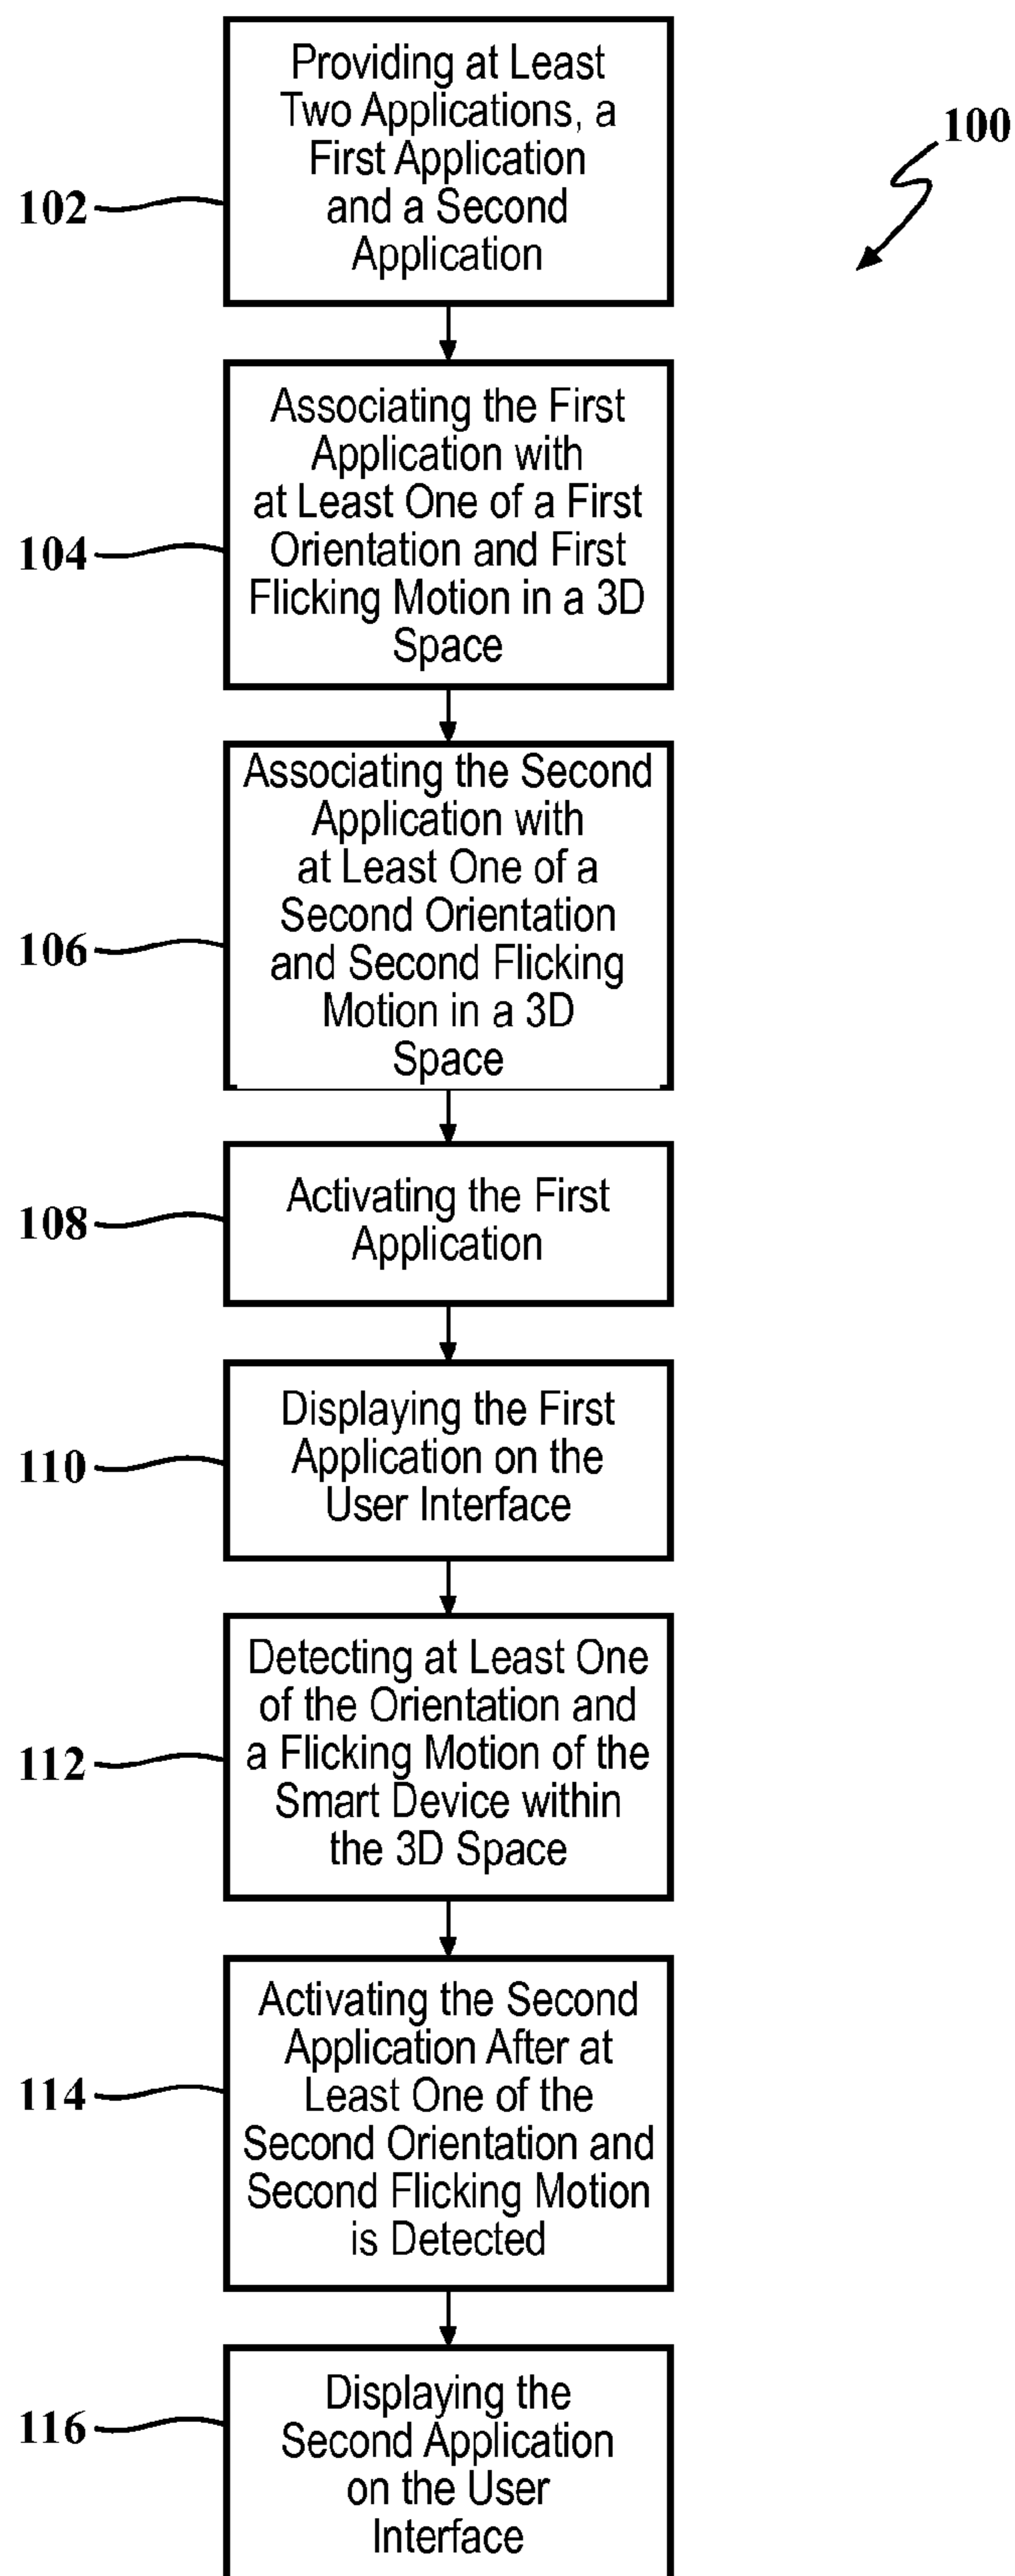 Providing at Least
Two Applications, a
First Application
and a Second
Application
100
102
Associating the First
Application with
at Least One of a First
Orientation and First
Flicking Motion in a 3D
Space
104
Associating the Second
Application with
at Least One of a
Second Orientation
and Second Flicking
Motion in a 3D
Space
106
Activating the First
Application
108
Displaying the First
Application on the
User Interface
110
Detecting at Least One
of the Orientation and
a Flicking Motion of the
Smart Device within
the 3D Space
112
Activating the Second
Application After at
Least One of the
Second Orientation and
Second Flicking Motion
is Detected
114
Displaying the
Second Application
on the User
Interface
116